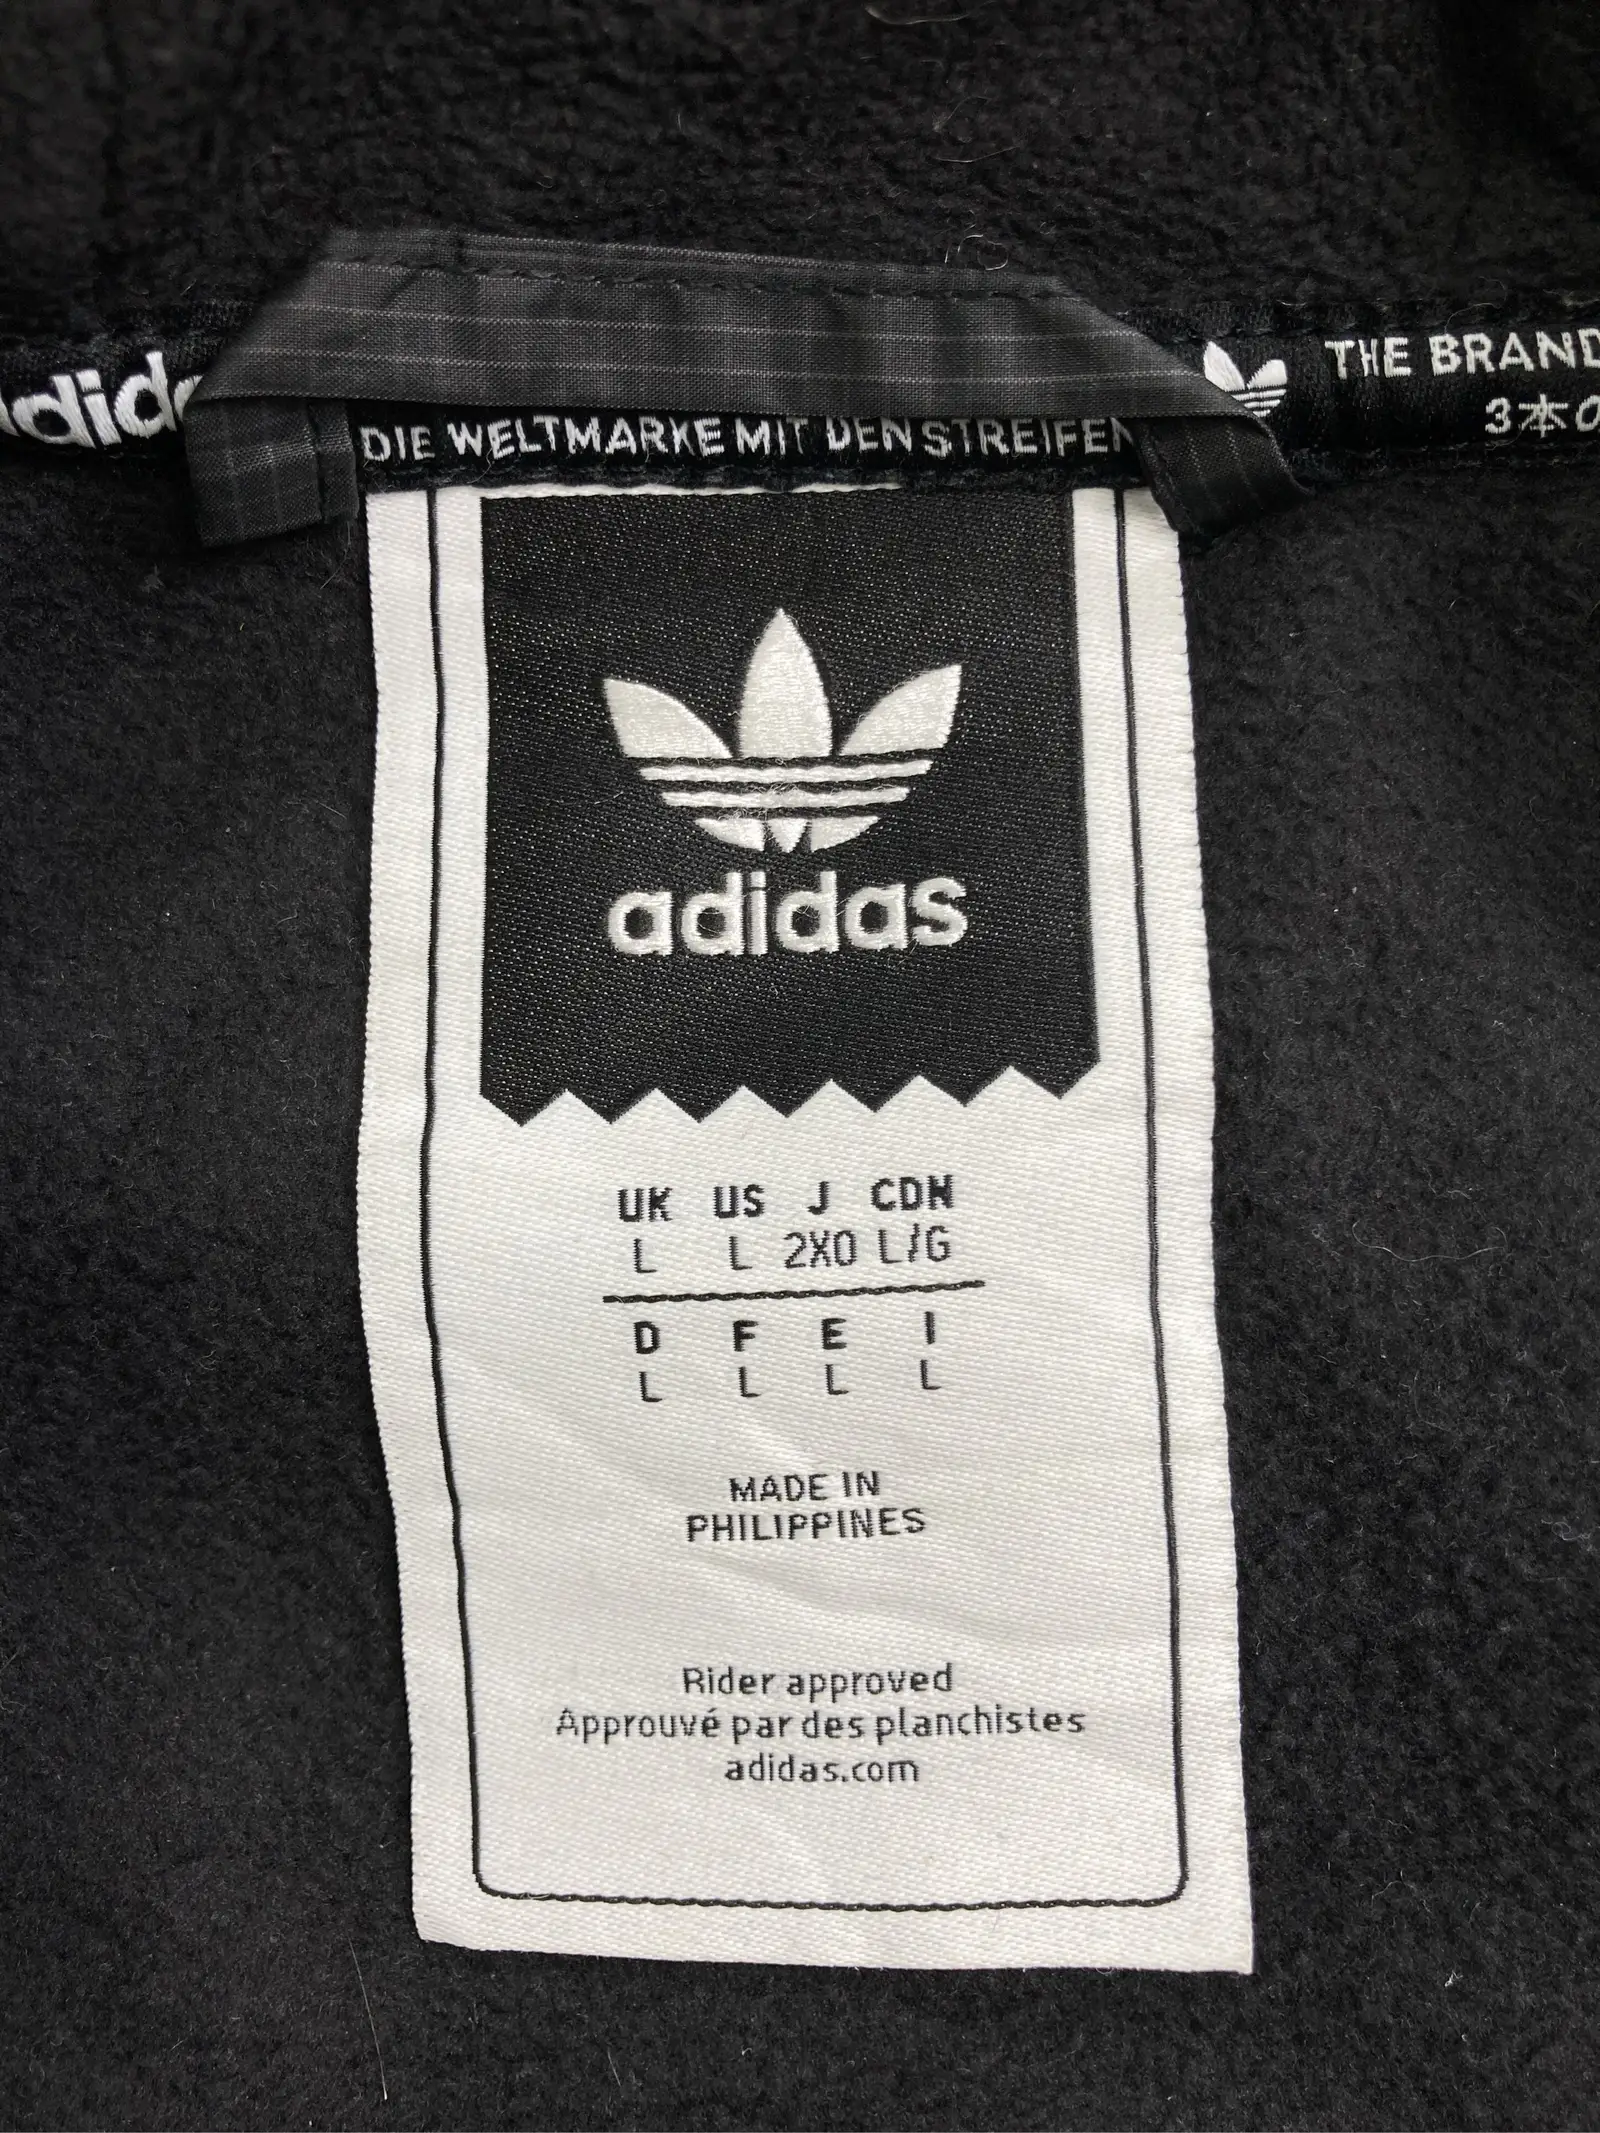 adidas
THE BRAND
DIE WELTMARKE MIT DEN STREIFEN
adidas
UK US J CDN
L L 2XO L/G
D F E I
L L L L
MADE IN
PHILIPPINES
Rider approved
Approuvé par des planchistes
adidas.com